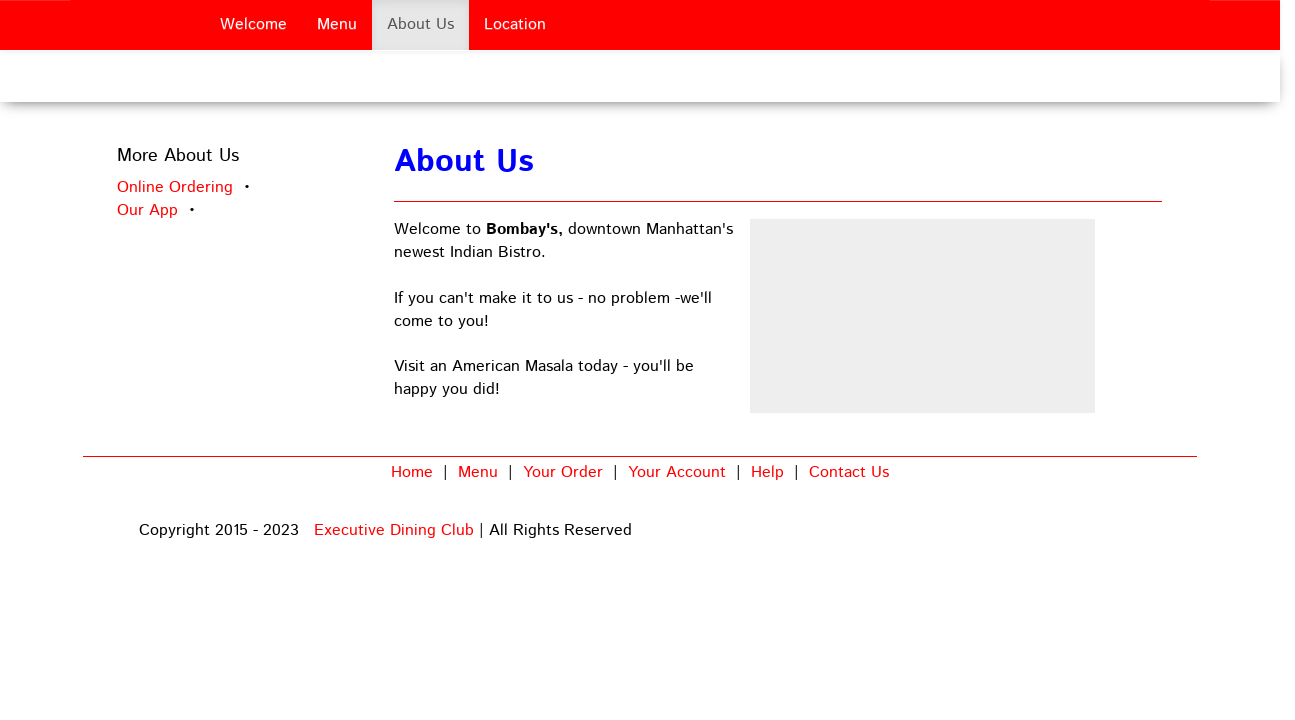 Welcome Menu About Us Location
More About Us
Online Ordering •
Our App •
About Us
Welcome to Bombay's, downtown Manhattan's
newest Indian Bistro.
If you can't make it to us - no problem -we'll
come to you!
Visit an American Masala today - you'll be
happy you did!
Home | Menu | Your Order | Your Account | Help | Contact Us
Copyright 2015 - 2023 Executive Dining Club | All Rights Reserved